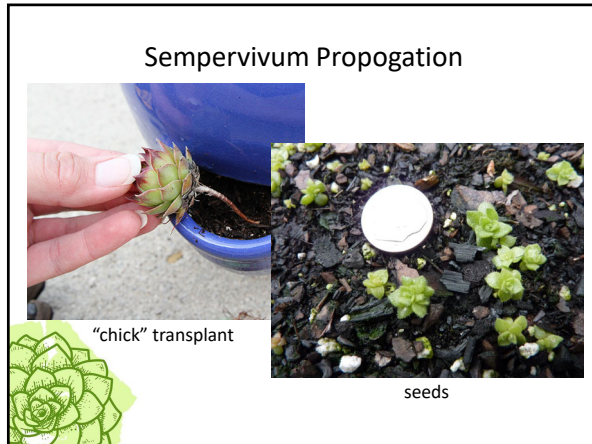 Sempervivum Propogation
“chick” transplant
seeds